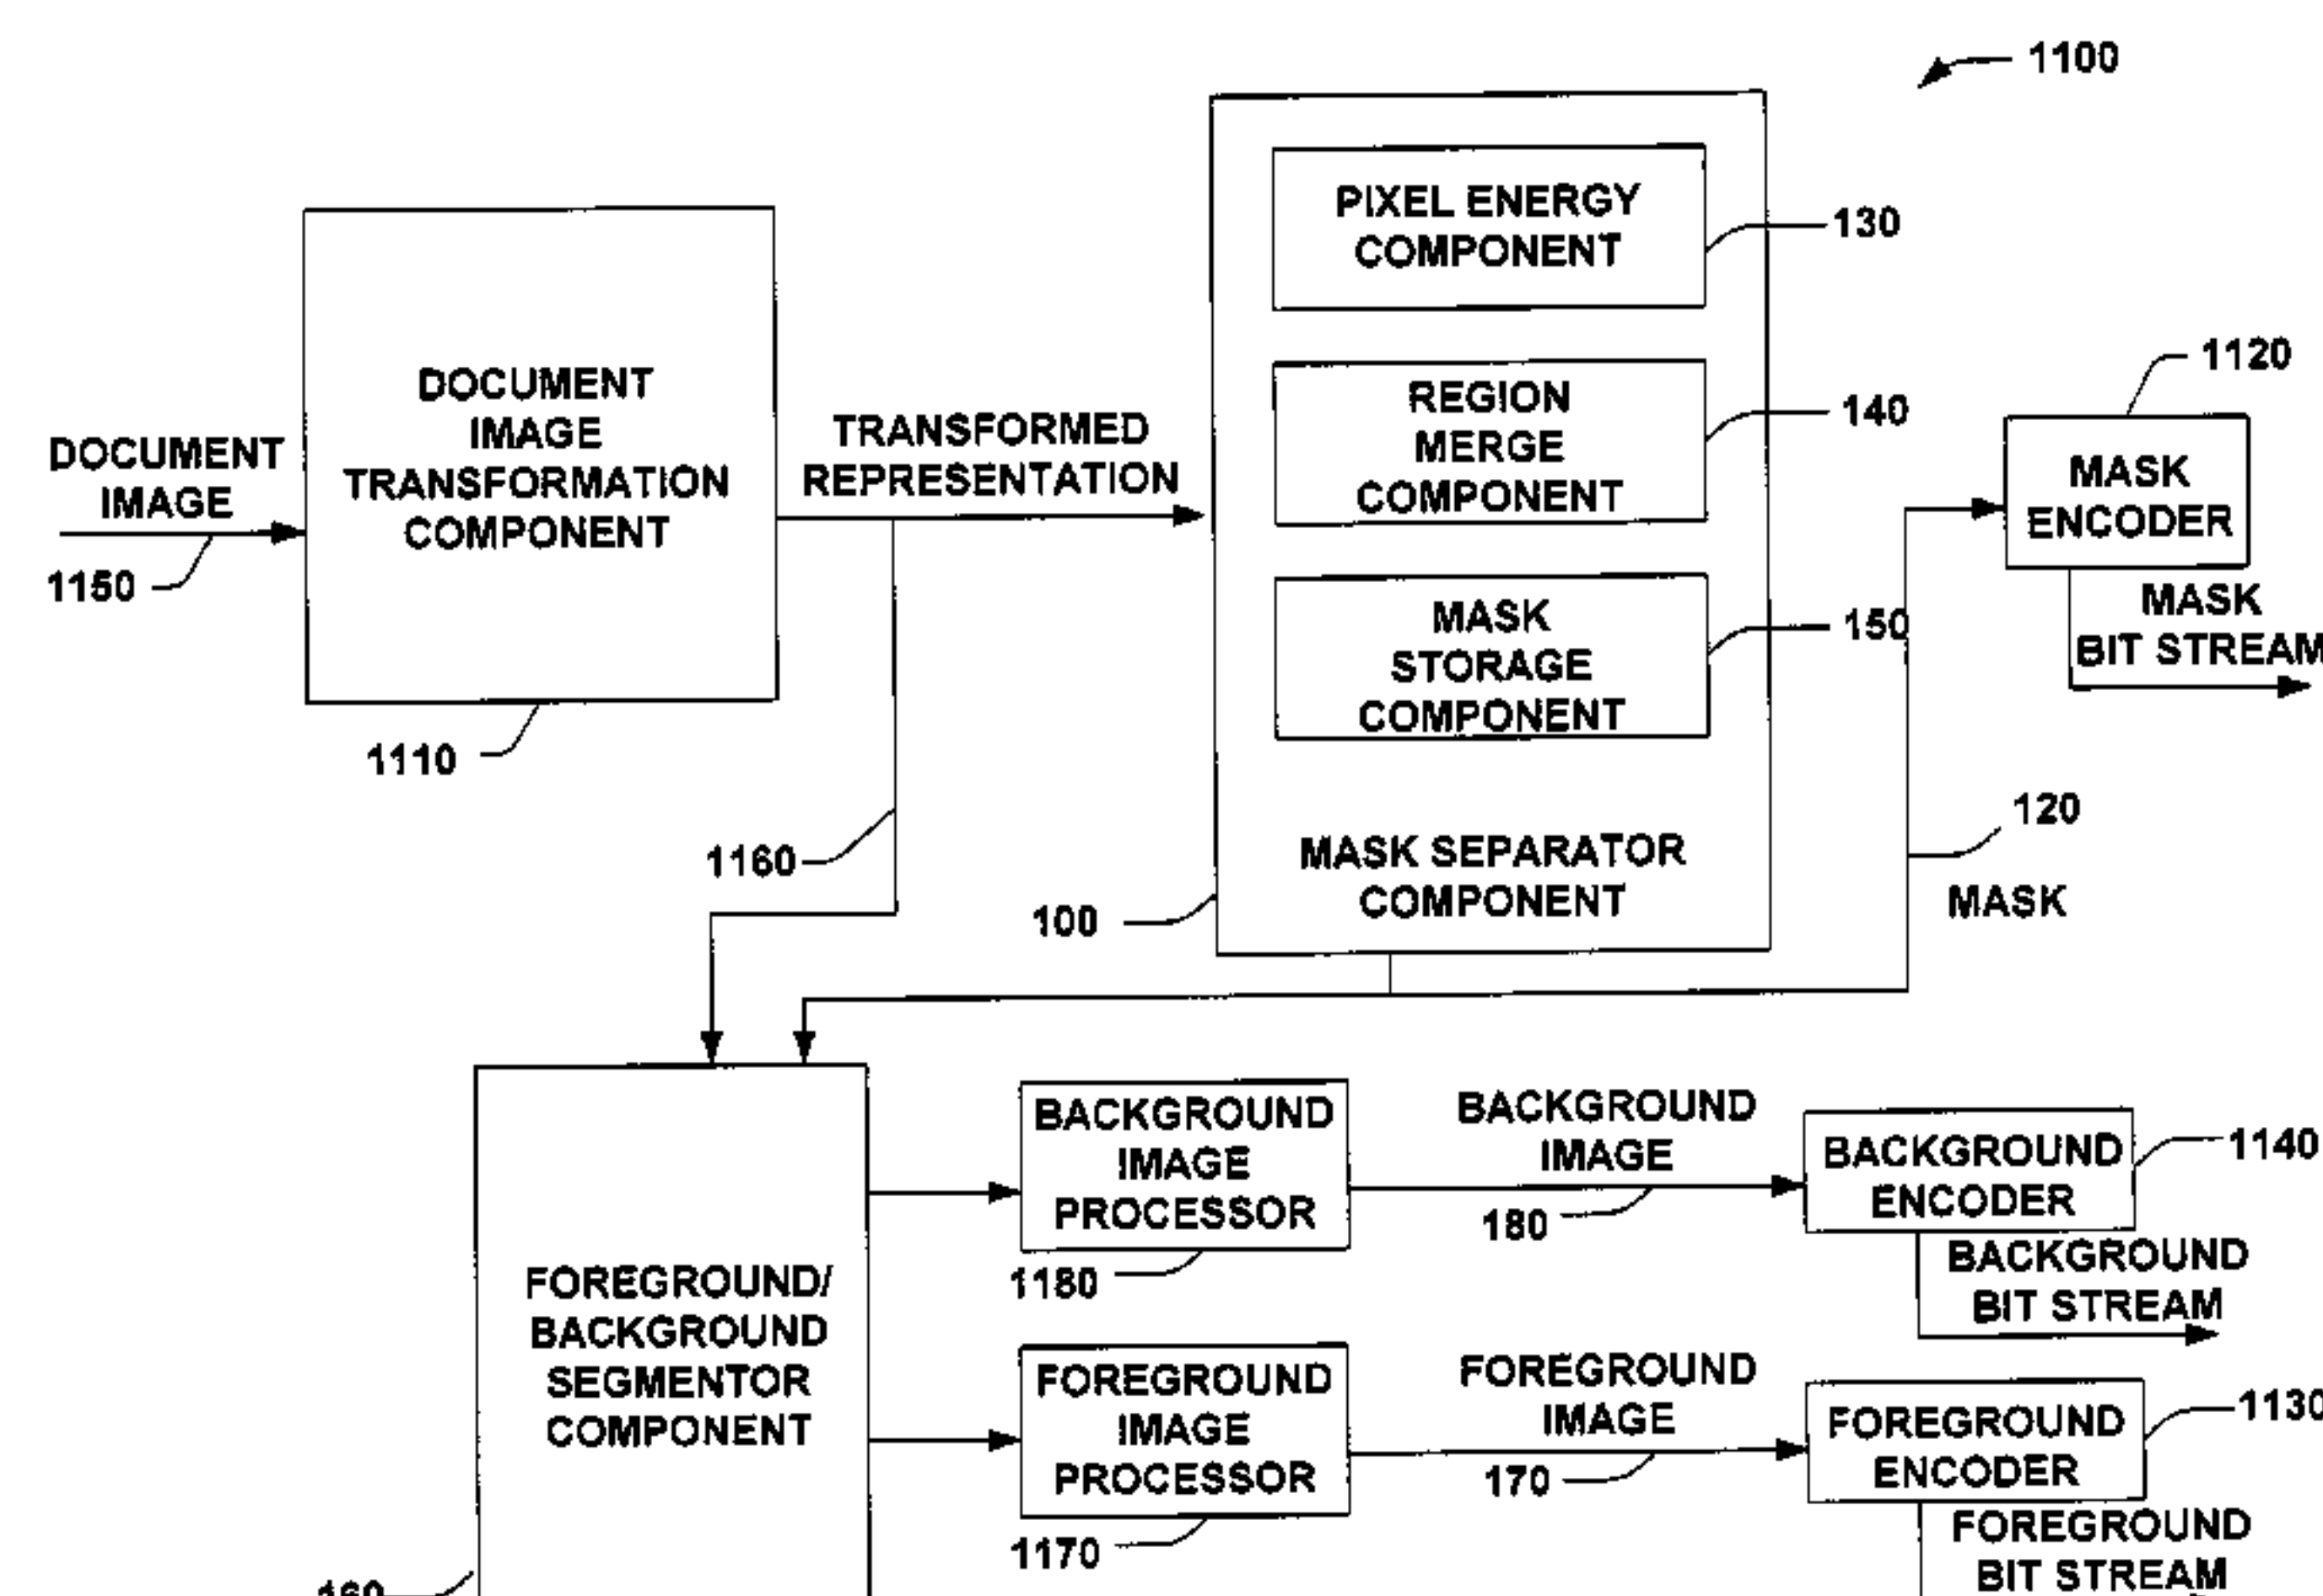 1100
PIXEL ENERGY
COMPONENT
130
REGION
MERGE
COMPONENT
140
MASK
STORAGE
COMPONENT
150
MASK SEPARATOR
COMPONENT
100
DOCUMENT
IMAGE
1150
DOCUMENT
IMAGE
TRANSFORMATION
COMPONENT
1110
TRANSFORMED
REPRESENTATION
1160
1120
MASK
ENCODER
MASK
BIT STREAM
120
MASK
FOREGROUND/
BACKGROUND
SEGMENTOR
COMPONENT
160
BACKGROUND
IMAGE
PROCESSOR
1180
BACKGROUND
IMAGE
180
BACKGROUND
ENCODER
1140
BACKGROUND
BIT STREAM
FOREGROUND
IMAGE
PROCESSOR
1170
FOREGROUND
IMAGE
170
FOREGROUND
ENCODER
1130
FOREGROUND
BIT STREAM